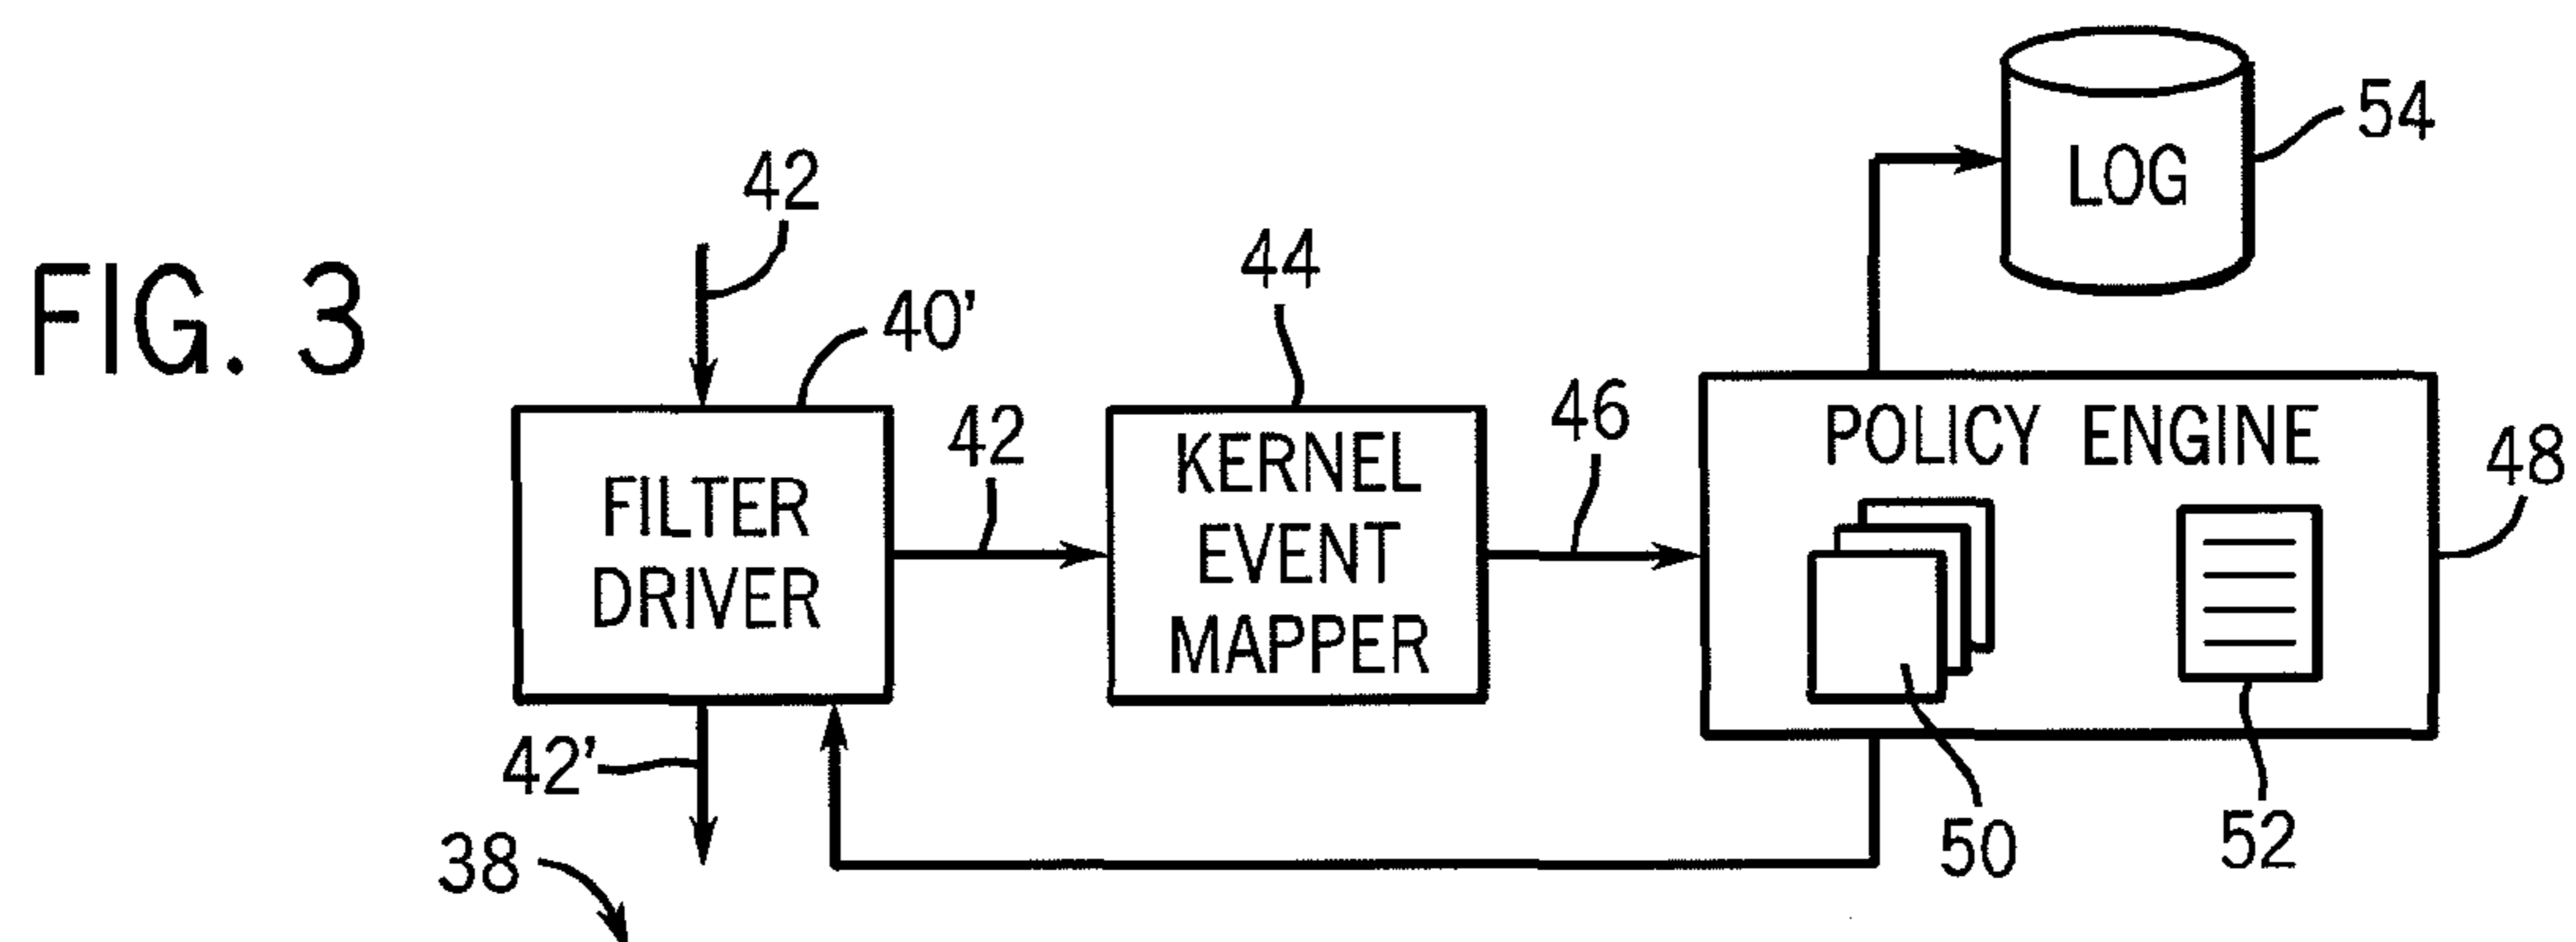 FIG. 3
42
40'
FILTER
DRIVER
42
42'
38
44
KERNEL
EVENT
MAPPER
46
POLICY ENGINE
48
50
52
LOG
54